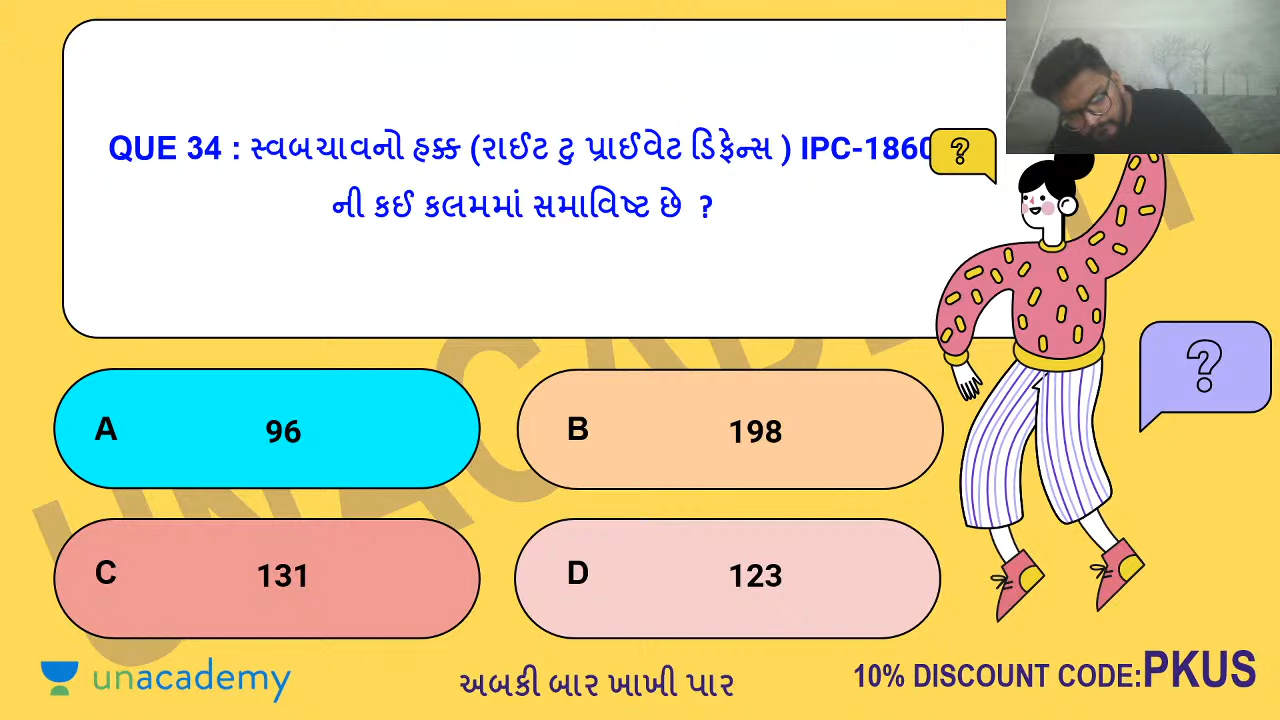 QUE 34 : સ્વબચાવનો હક્ક (રાઈટ ટુ પ્રાઈવેટ ડિફેન્સ ) IPC-1860
ની કઈ કલમમાં સમાવિષ્ટ છે ?
?
?
A 96
B 198
C 131
D 123
UNACADEMY
unacademy
અબકી બાર ખાખી પાર
10% DISCOUNT CODE:PKUS